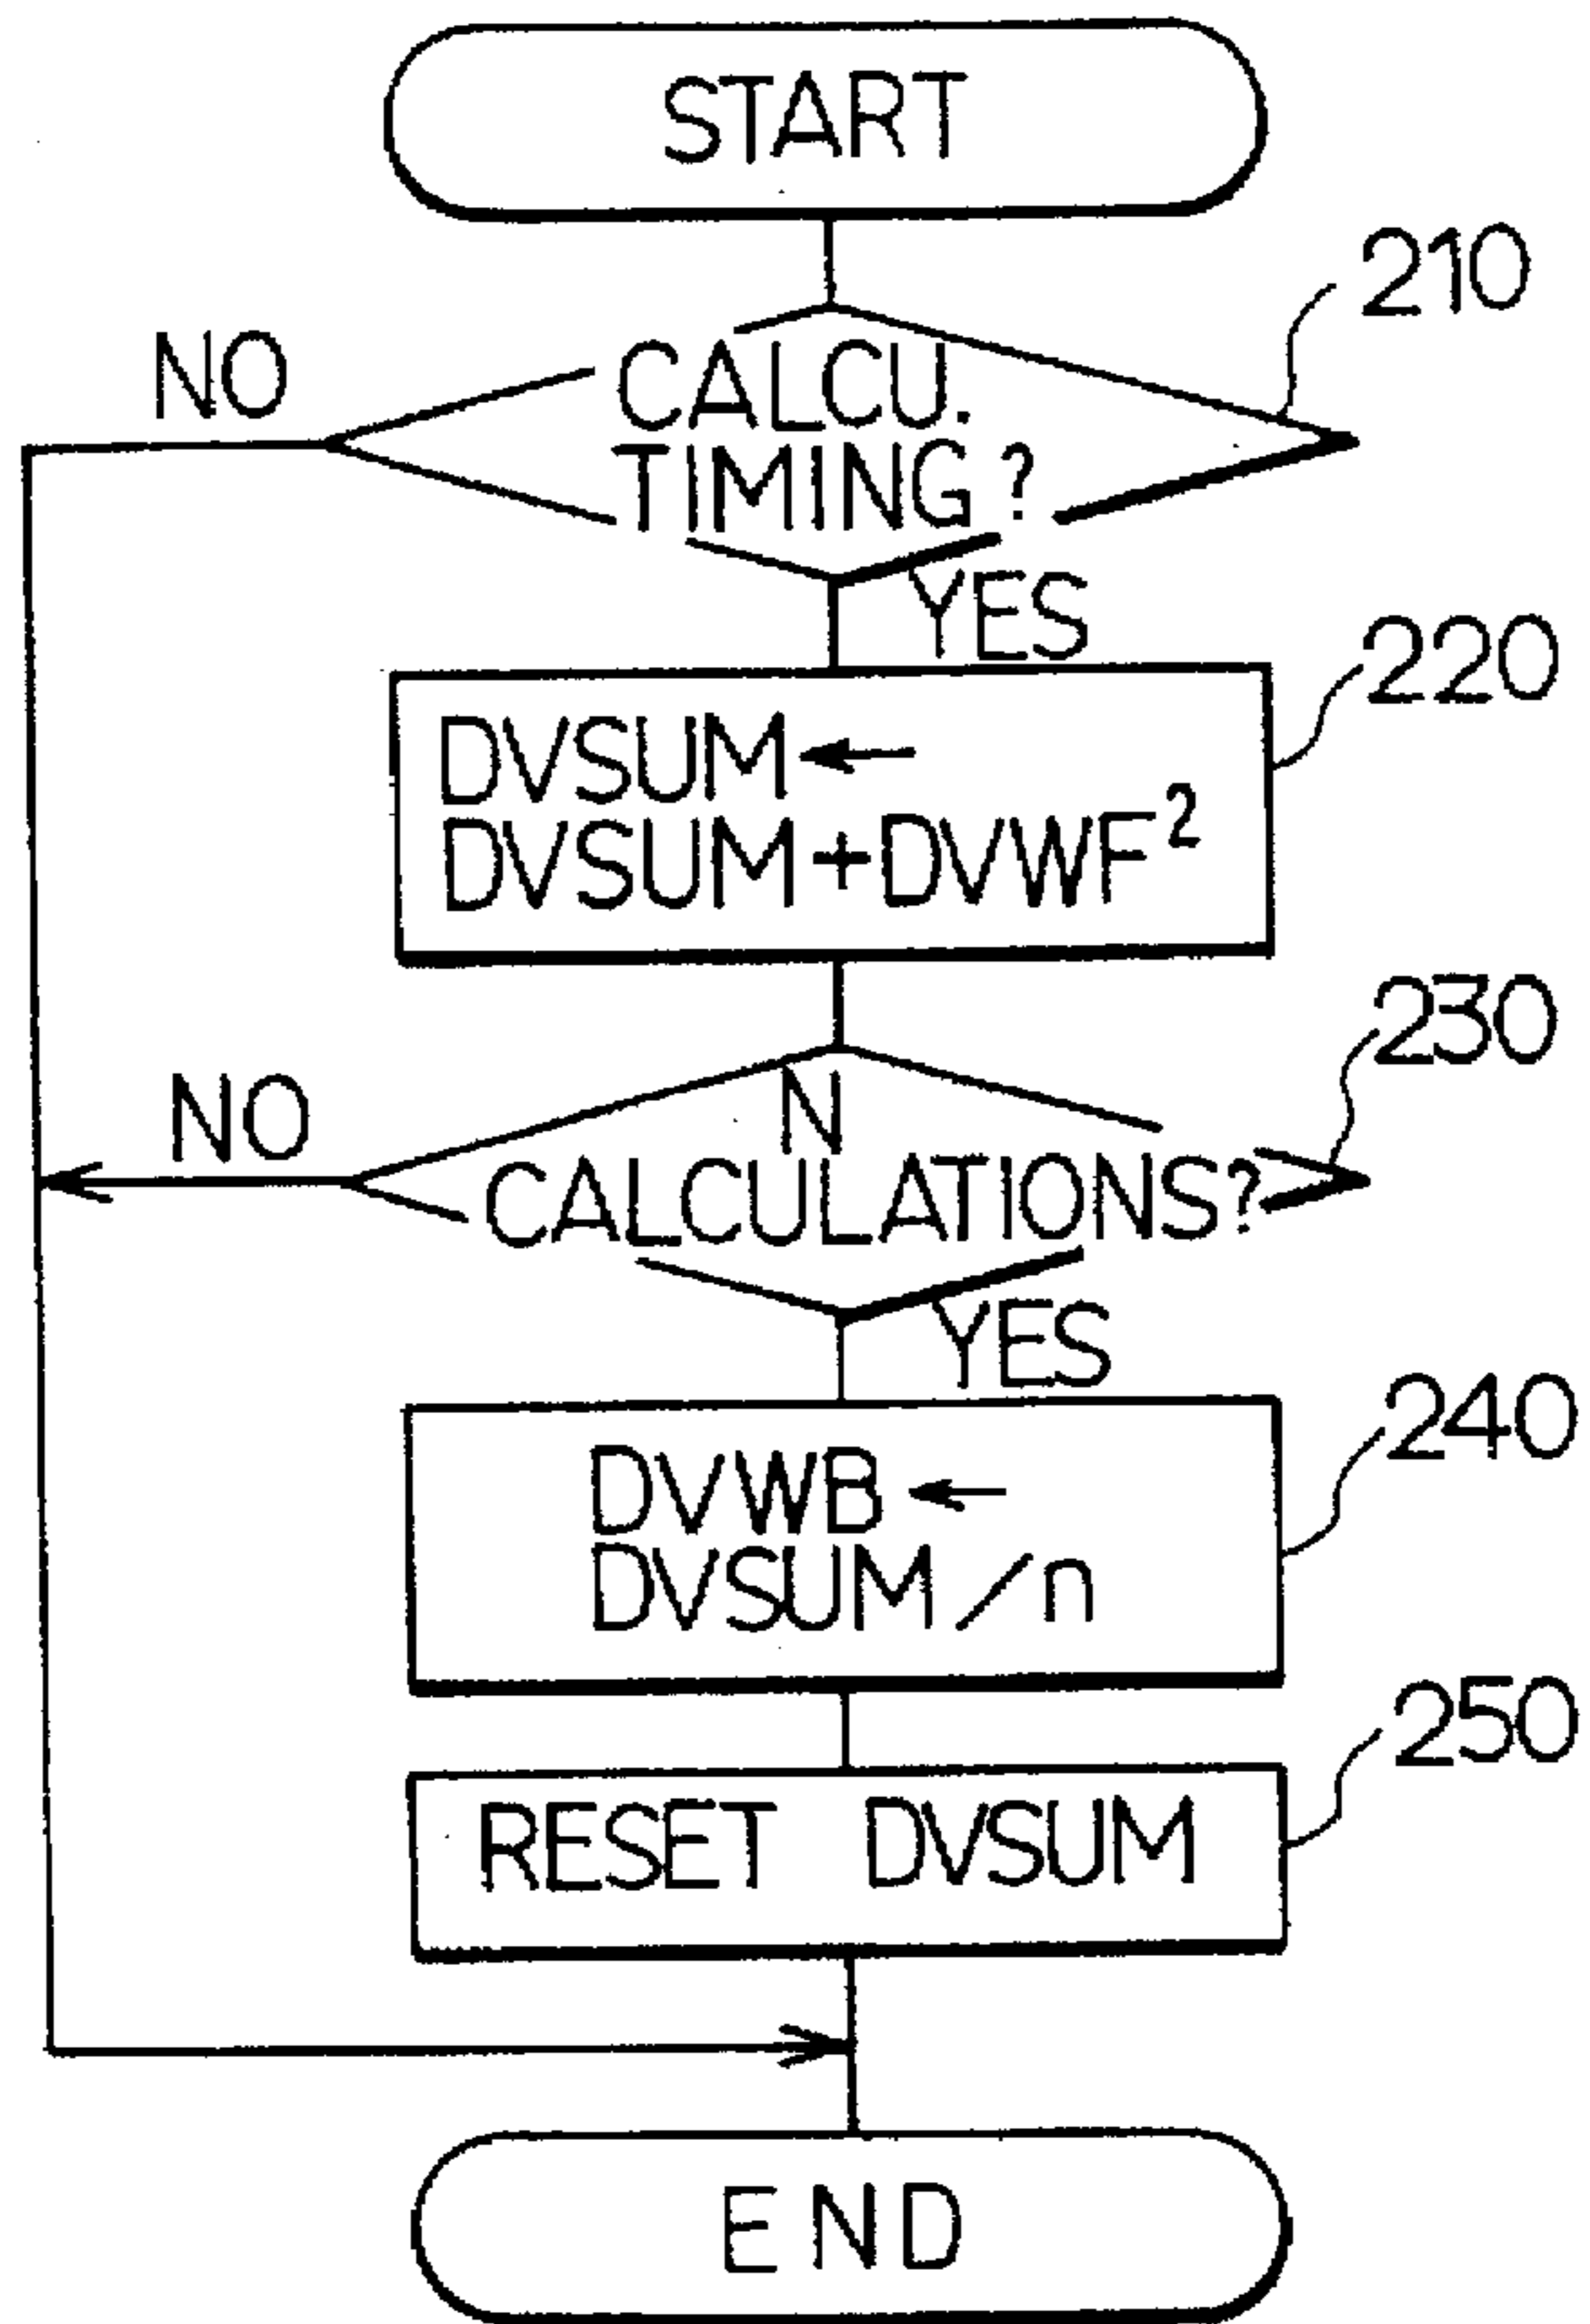 START
210
NO
CALCU.
TIMING?
YES
220
DVSUM←
DVSUM+DVWF²
230
NO
N
CALCULATIONS?
YES
240
DVWB←
DVSUM/n
250
RESET DVSUM
END